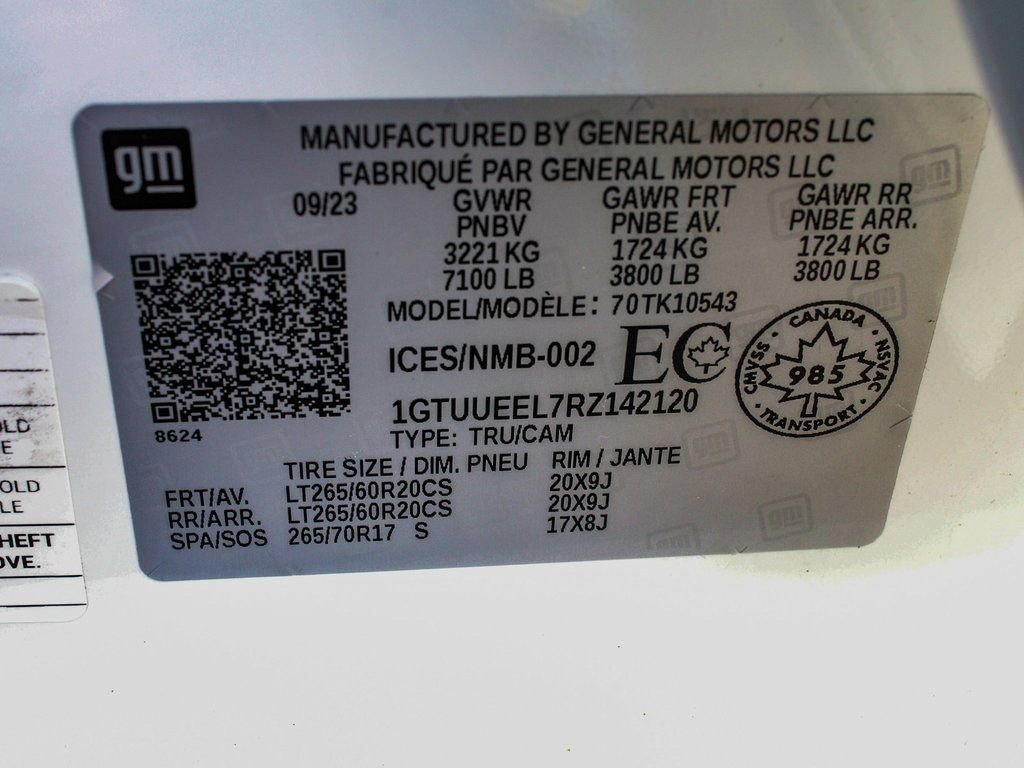 gm
MANUFACTURED BY GENERAL MOTORS LLC
FABRIQUÉ PAR GENERAL MOTORS LLC
09/23 GVWR GAWR FRT GAWR RR
PNBV PNBE AV. PNBE ARR.
3221 KG 1724 KG 1724 KG
7100 LB 3800 LB 3800 LB
MODEL/MODÈLE: 70TK10543
ICES/NMB-002 EC
CANADA
CMVSS · NSVAC
985
TRANSPORT
1GTUUEEL7RZ142120
8624
TYPE: TRU/CAM
TIRE SIZE / DIM. PNEU RIM / JANTE
FRT/AV. LT265/60R20CS 20X9J
RR/ARR. LT265/60R20CS 20X9J
SPA/SOS 265/70R17 S 17X8J
OLD
E
OLD
LE
HEFT
OVE.